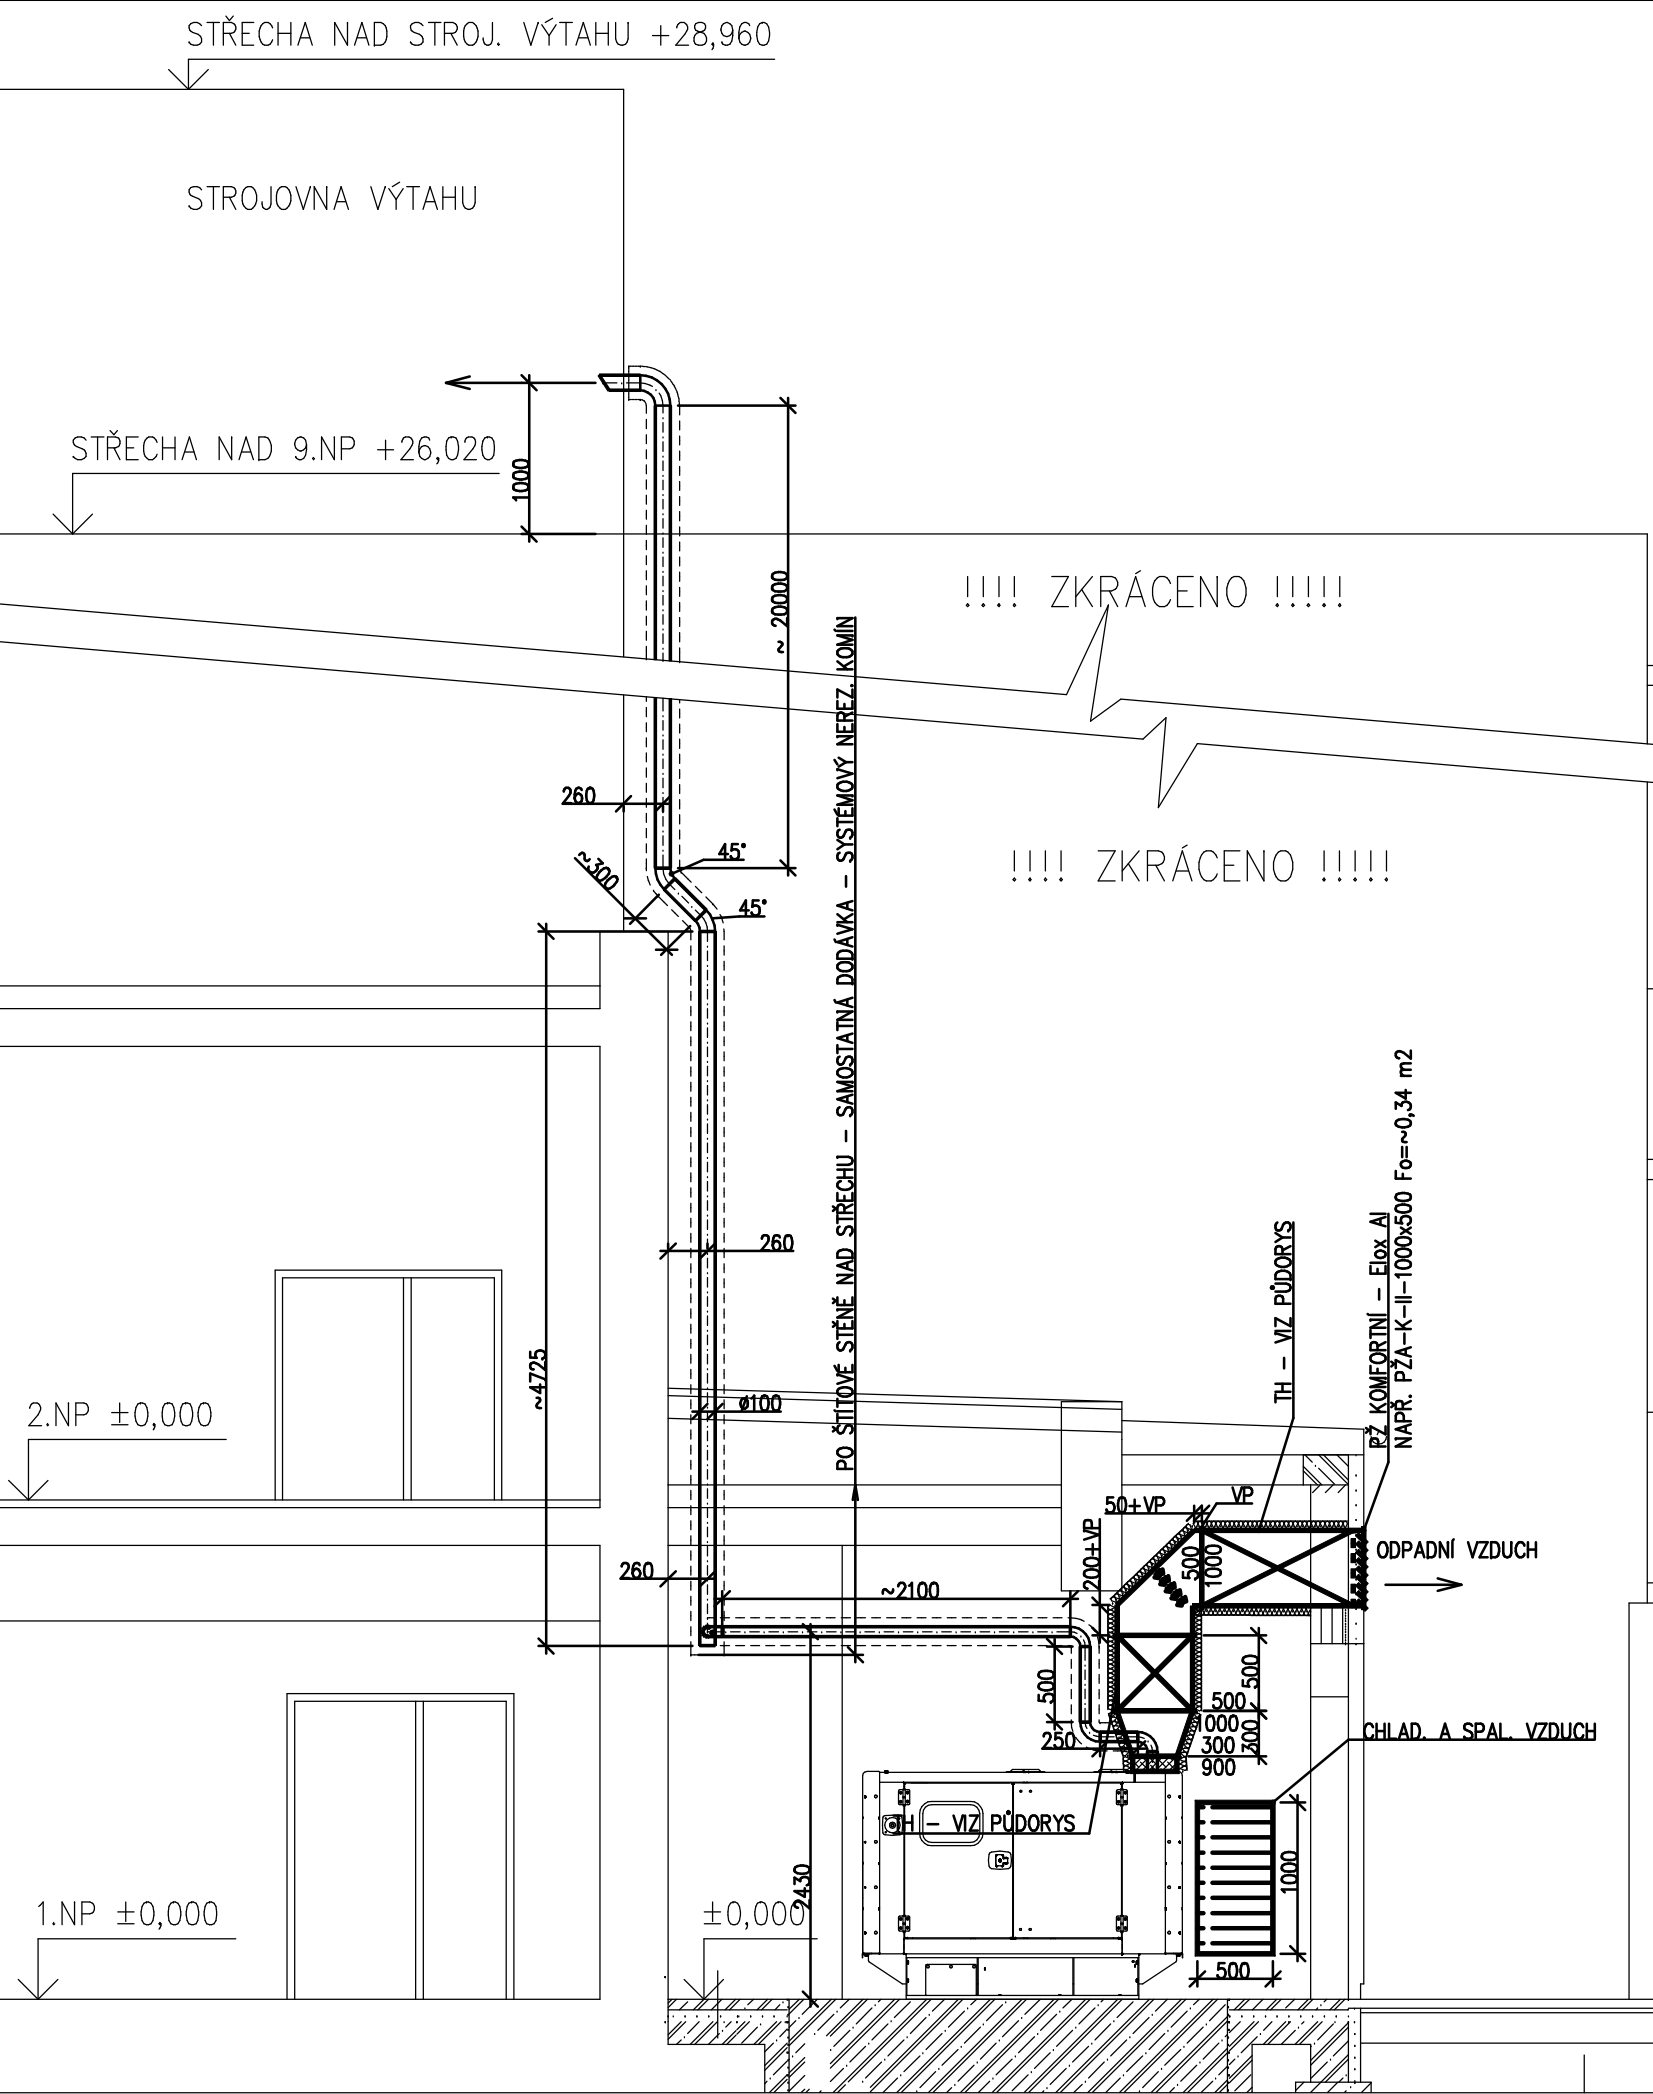 STŘECHA NAD STROJ. VÝTAHU +28,960
STROJOVNA VÝTAHU
STŘECHA NAD 9.NP +26,020
1000
~ 20000
!!!! ZKRÁCENO !!!!!
!!!! ZKRÁCENO !!!!!
260
~300
45°
45°
PO ŠTÍTOVÉ STĚNĚ NAD STŘECHU - SAMOSTATNÁ DODÁVKA - SYSTÉMOVÝ NEREZ. KOMÍN
~4725
260
ø100
TH - VIZ PŮDORYS
PŽ KOMFORTNÍ - Elox Al
NAPŘ. PŽA-K-II-1000x500 Fo=~0,34 m2
2.NP ±0,000
50+VP
VP
200+VP
500
1000
ODPADNÍ VZDUCH
260
~2100
500
250
500
500
1000
300
900
300
CHLAD. A SPAL. VZDUCH
TH - VIZ PŮDORYS
2430
1000
500
1.NP ±0,000
±0,000